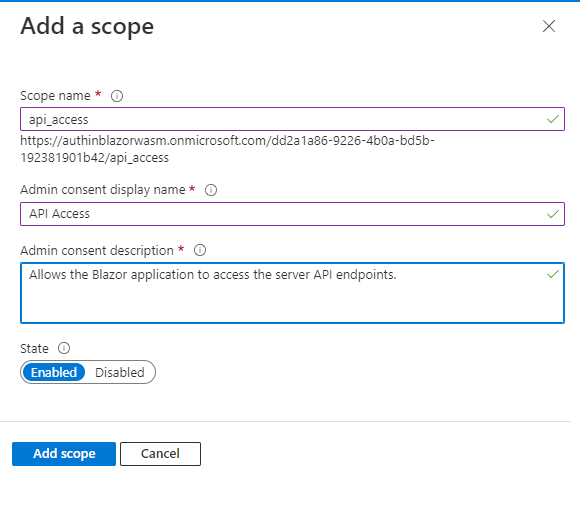 Add a scope
Scope name *
api_access
https://authinblazorwasm.onmicrosoft.com/dd2a1a86-9226-4b0a-bd5b-
192381901b42/api_access
Admin consent display name *
API Access
Admin consent description *
Allows the Blazor application to access the server API endpoints.
State
Enabled Disabled
Add scope Cancel